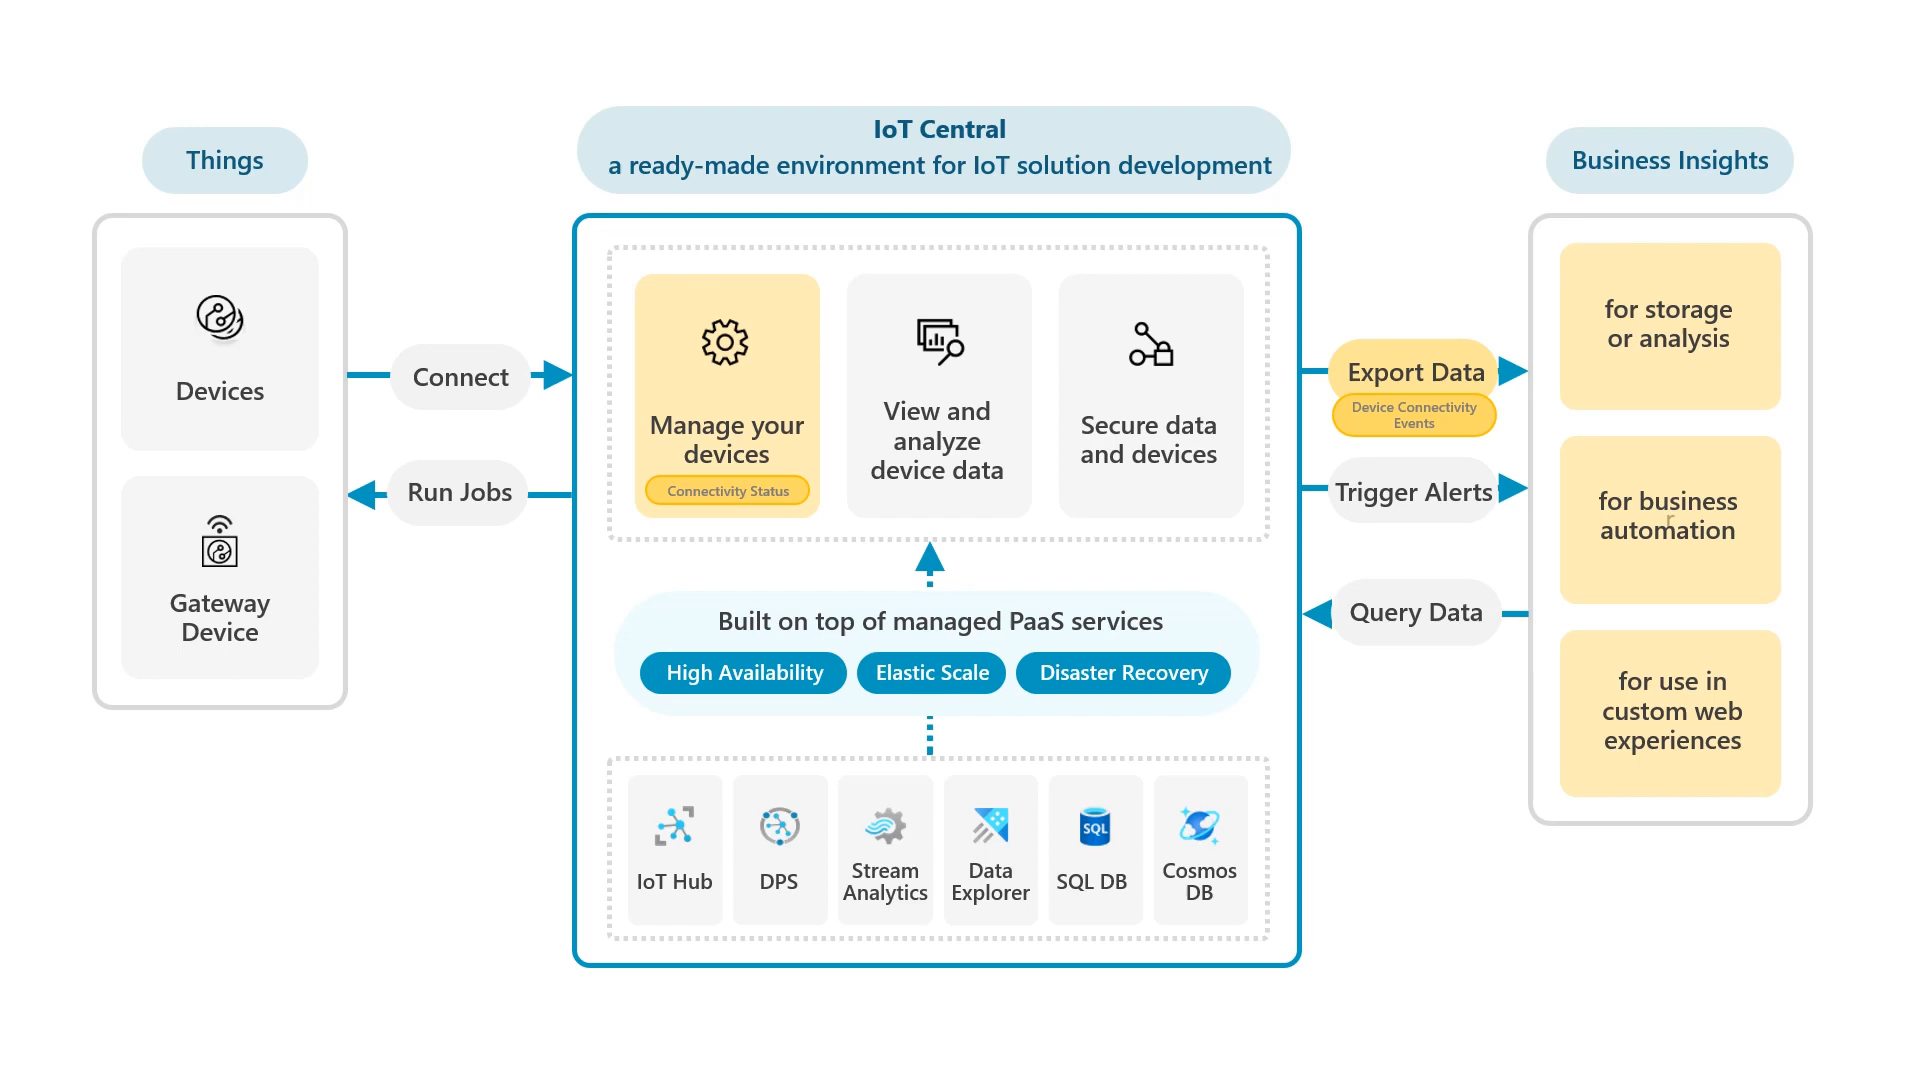 Things
Devices
Gateway
Device
Connect
Run Jobs
IoT Central
a ready-made environment for IoT solution development
Manage your
devices
Connectivity Status
View and
analyze
device data
Secure data
and devices
Built on top of managed PaaS services
High Availability
Elastic Scale
Disaster Recovery
IoT Hub
DPS
Stream
Analytics
Data
Explorer
SQL
SQL DB
Cosmos
DB
Export Data
Device Connectivity
Events
Trigger Alerts
Query Data
Business Insights
for storage
or analysis
for business
r
automation
for use in
custom web
experiences